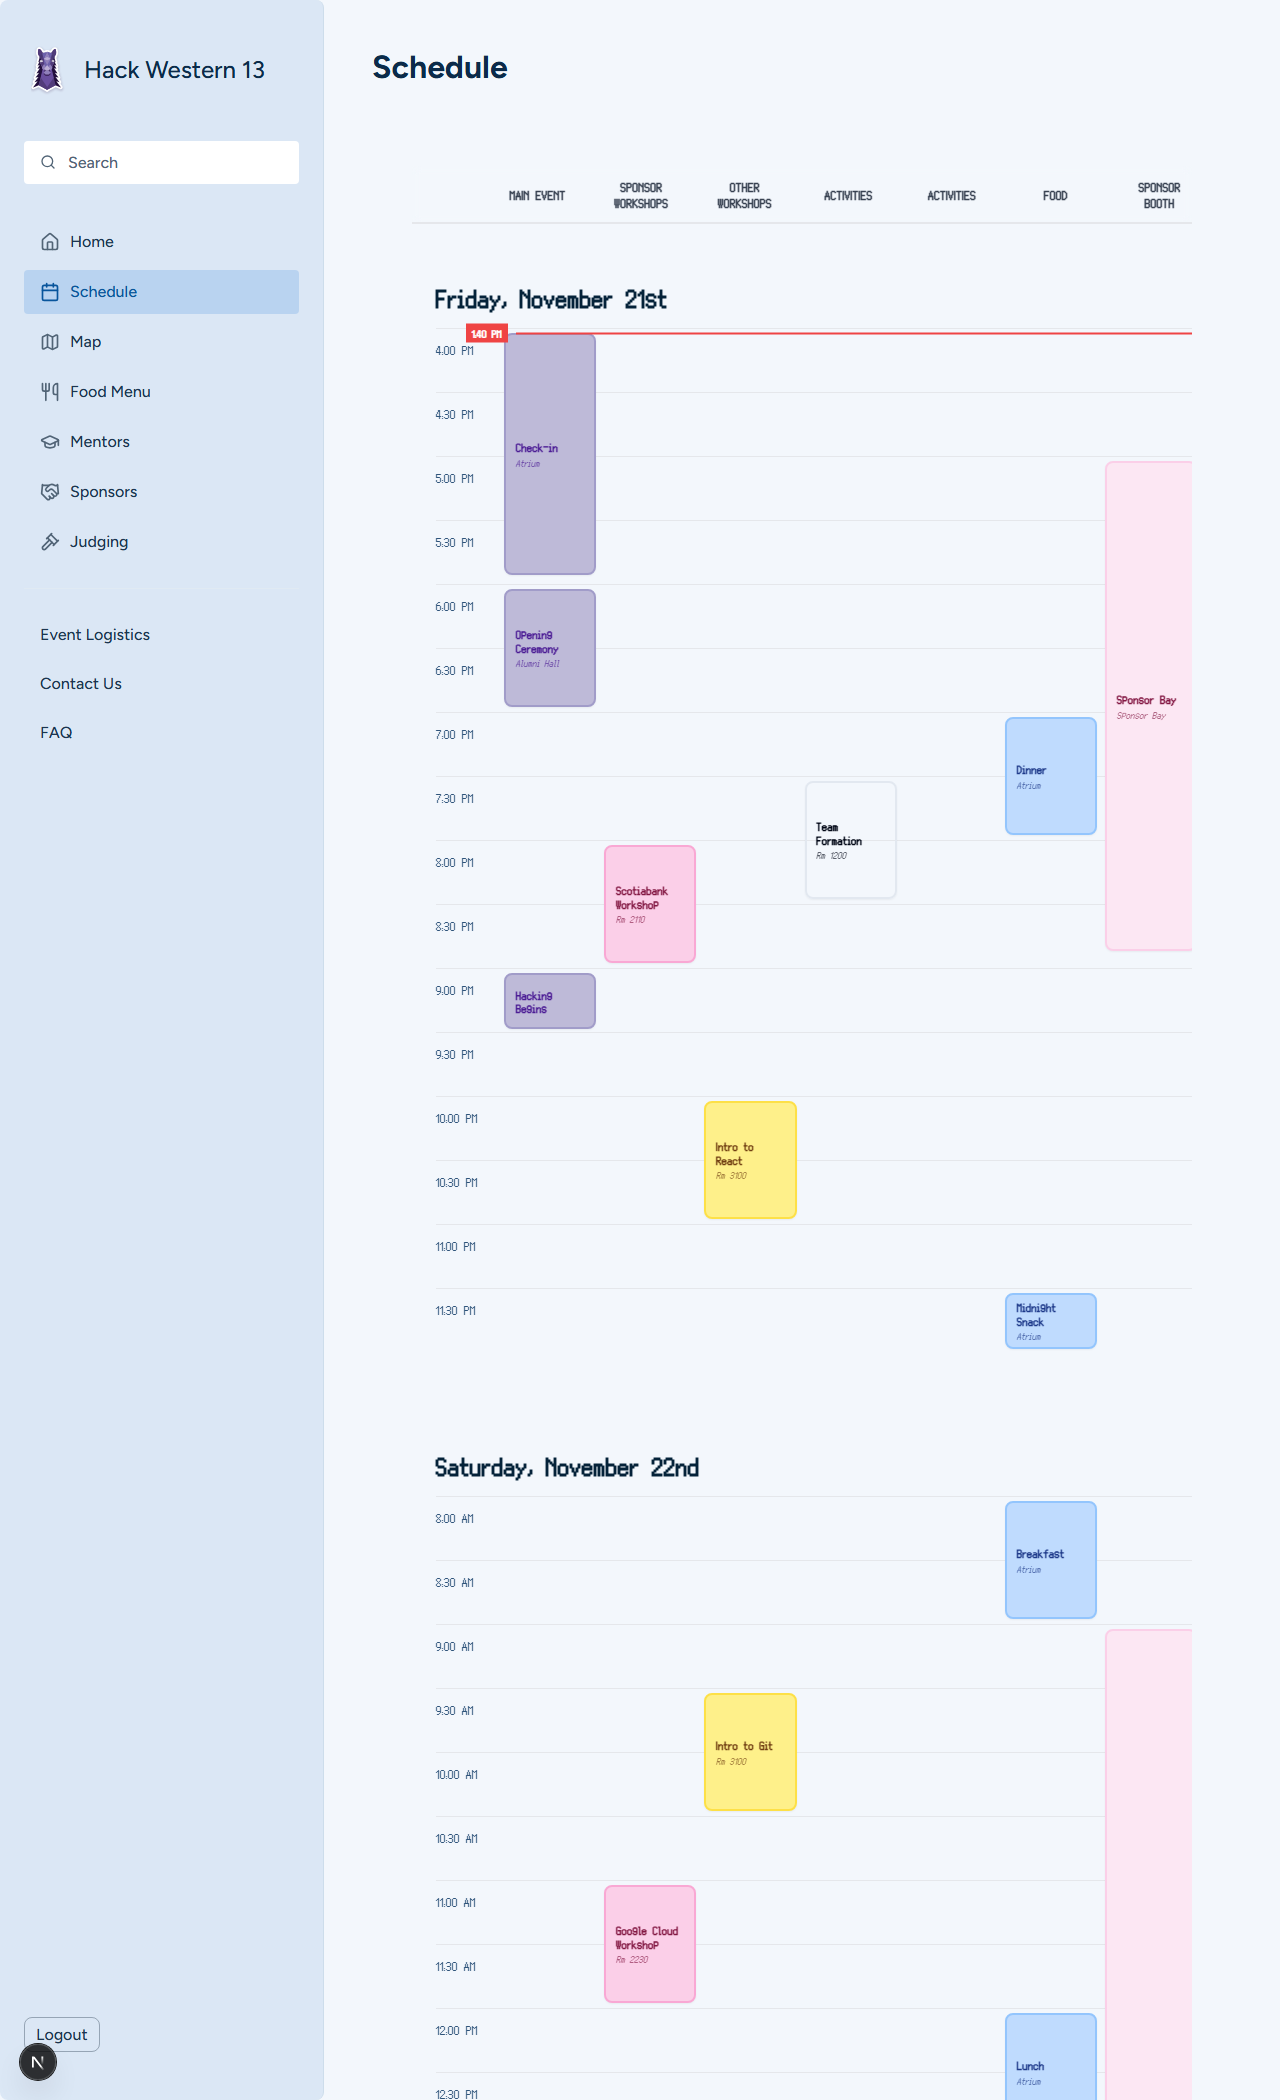 Hack Western 13
Search
Home
Schedule
Map
Food Menu
Mentors
Sponsors
Judging
Event Logistics
Contact Us
FAQ
Logout
N
Schedule
MAIN EVENT
SPONSOR
WORKSHOPS
OTHER
WORKSHOPS
ACTIVITIES
ACTIVITIES
FOOD
SPONSOR
BOOTH
Friday, November 21st
1:40 PM
4:00 PM
4:30 PM
Check-in
Atrium
5:00 PM
5:30 PM
6:00 PM
Opening
Ceremony
Alumni Hall
6:30 PM
Sponsor Bay
Sponsor Bay
7:00 PM
Dinner
Atrium
7:30 PM
Team
Formation
Rm 1200
8:00 PM
Scotiabank
Workshop
Rm 2110
8:30 PM
9:00 PM
Hacking
Begins
9:30 PM
10:00 PM
Intro to
React
Rm 3100
10:30 PM
11:00 PM
11:30 PM
Midnight
Snack
Atrium
Saturday, November 22nd
8:00 AM
Breakfast
Atrium
8:30 AM
9:00 AM
9:30 AM
Intro to Git
Rm 3100
10:00 AM
10:30 AM
11:00 AM
Google Cloud
Workshop
Rm 2230
11:30 AM
12:00 PM
Lunch
Atrium
12:30 PM